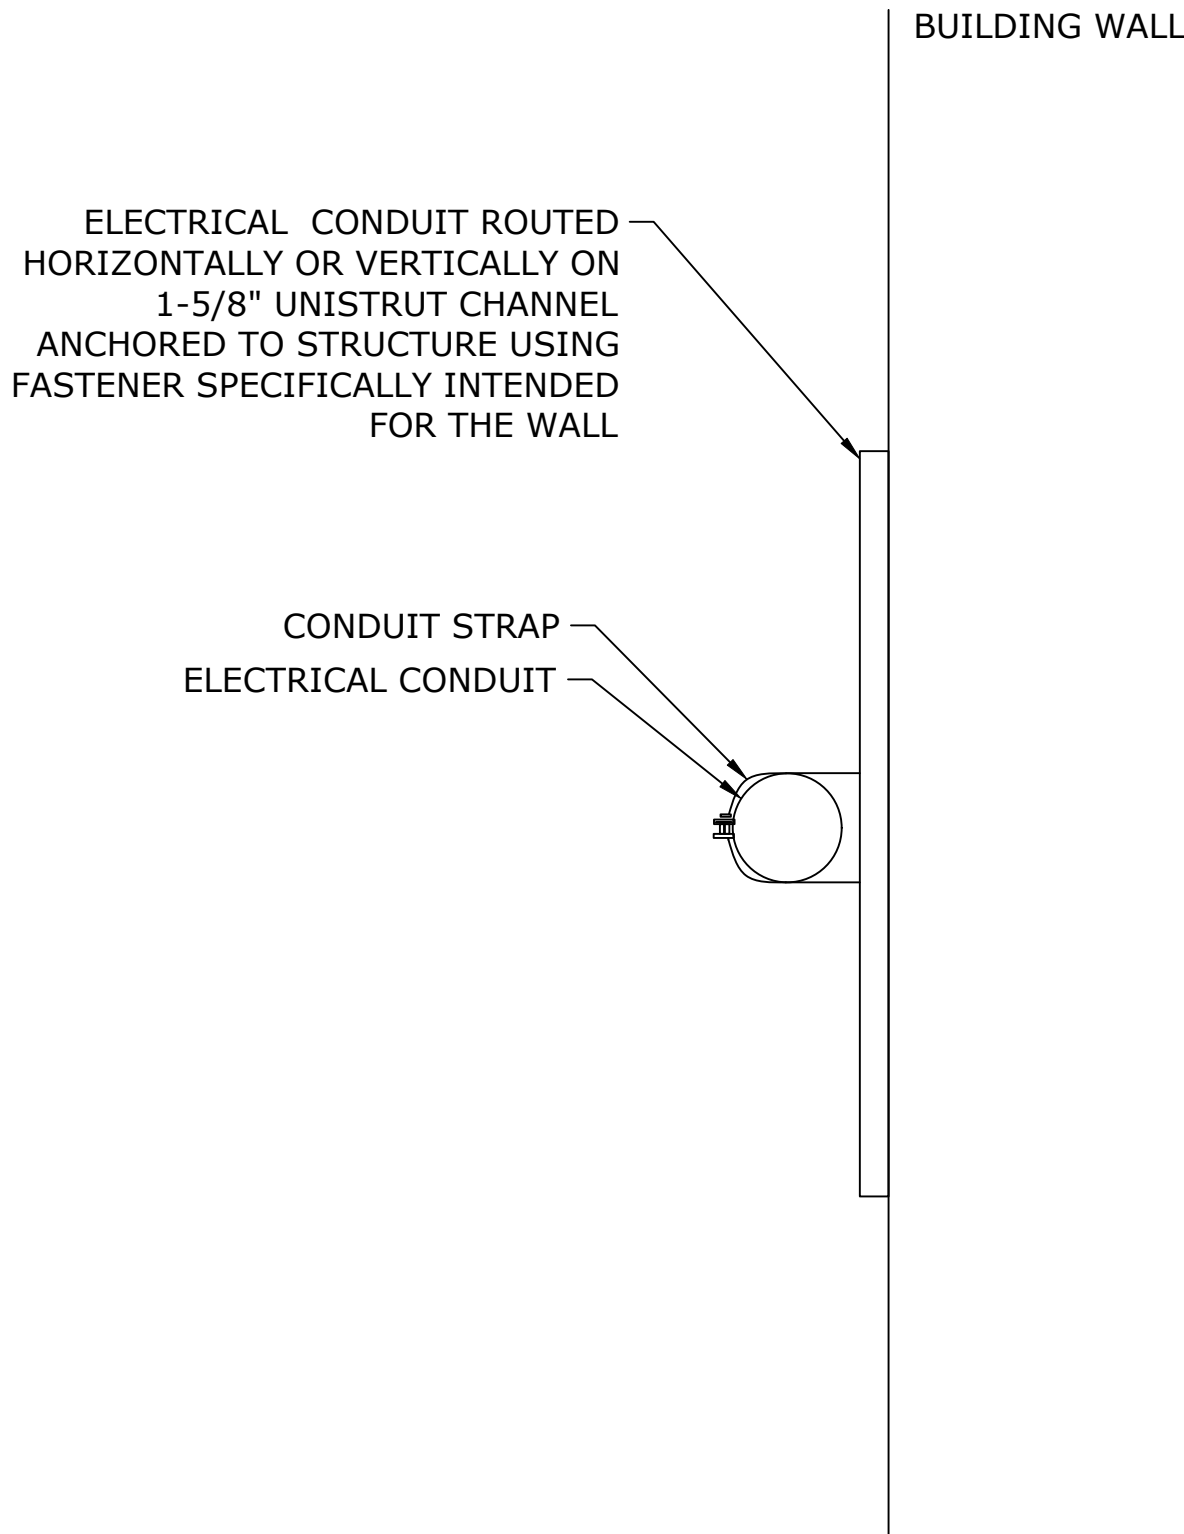 BUILDING WALL
ELECTRICAL  CONDUIT ROUTED
HORIZONTALLY OR VERTICALLY ON
1-5/8" UNISTRUT CHANNEL
ANCHORED TO STRUCTURE USING
FASTENER SPECIFICALLY INTENDED
FOR THE WALL
CONDUIT STRAP
ELECTRICAL CONDUIT